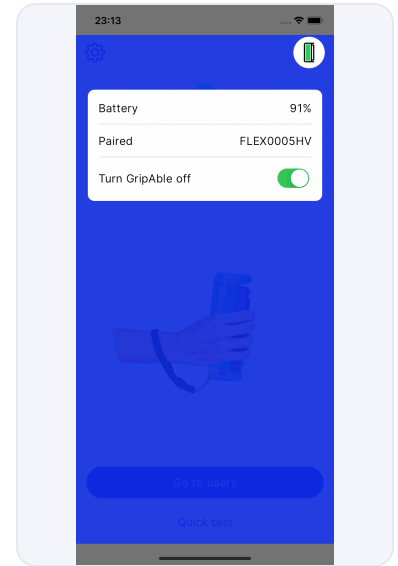 23:13
Battery 91%
Paired FLEX0005HV
Turn GripAble off
Go to users
Quick test